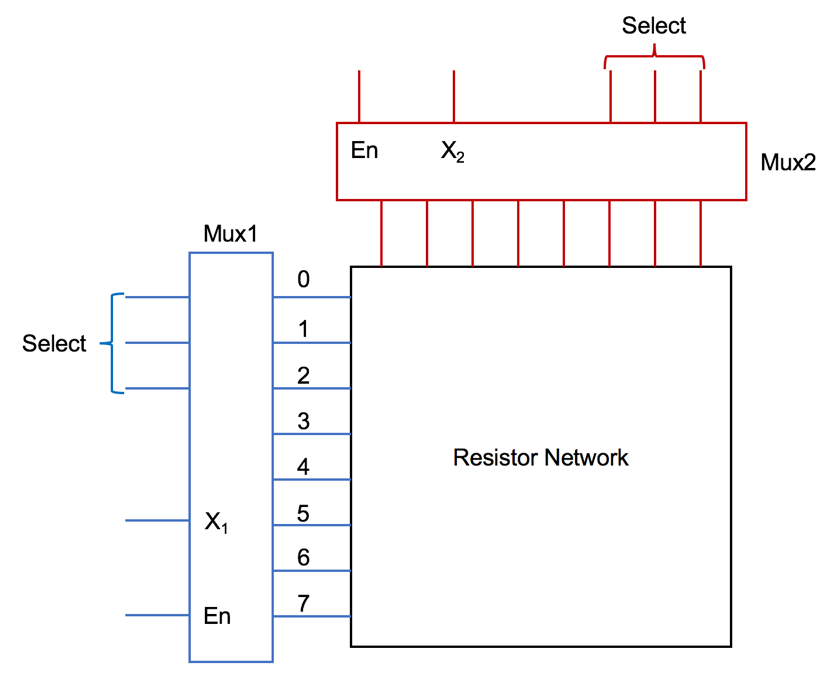 Select
En
X2
Mux2
Mux1
0
1
2
3
4
5
6
7
Select
Resistor Network
X1
En